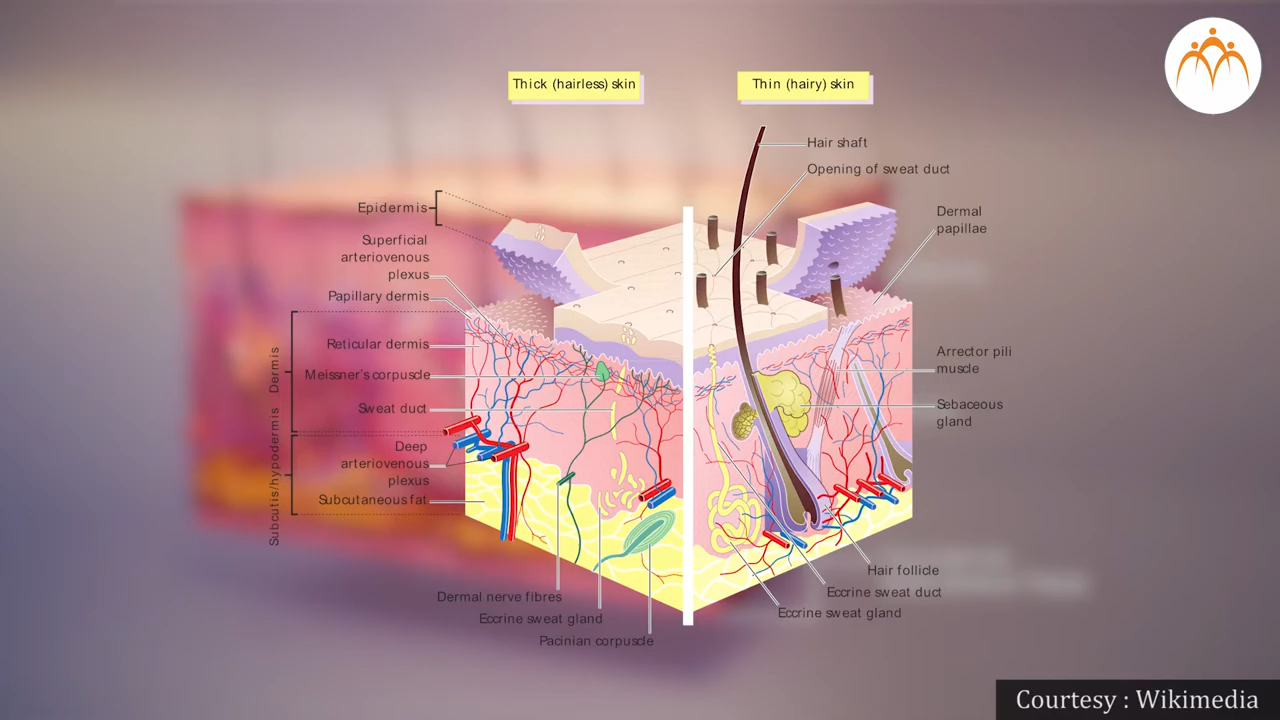 Thick (hairless) skin
Thin (hairy) skin
Epidermis
Superficial
arteriovenous
plexus
Papillary dermis
Reticular dermis
Meissner's corpuscle
Sweat duct
Deep
arteriovenous
plexus
Subcutaneous fat
Dermis
Subcutis/hypodermis
Dermal nerve fibres
Eccrine sweat gland
Pacinian corpuscle
Hair shaft
Opening of sweat duct
Dermal
papillae
Arrector pili
muscle
Sebaceous
gland
Hair follicle
Eccrine sweat duct
Eccrine sweat gland
Courtesy : Wikimedia